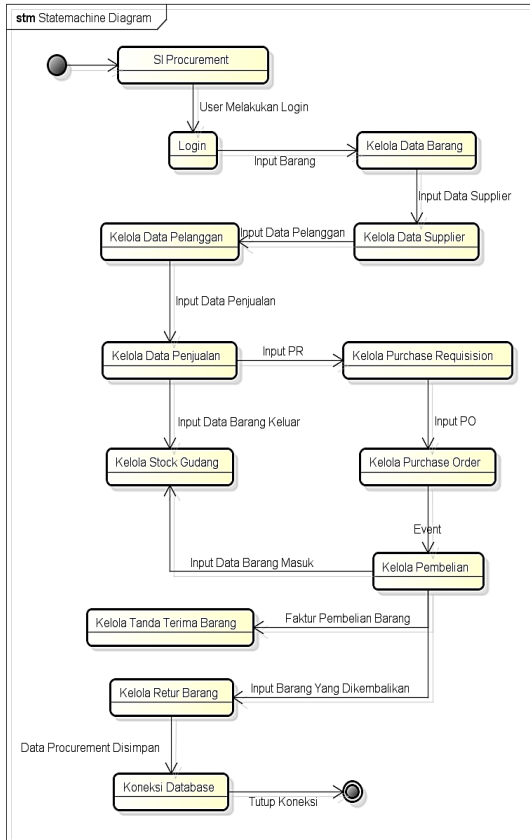 stm Statemachine Diagram
SI Procurement
User Melakukan Login
Login
Input Barang
Kelola Data Barang
Input Data Supplier
Kelola Data Pelanggan
Input Data Pelanggan
Kelola Data Supplier
Input Data Penjualan
Kelola Data Penjualan
Input PR
Kelola Purchase Requisision
Input Data Barang Keluar
Input PO
Kelola Stock Gudang
Kelola Purchase Order
Event
Input Data Barang Masuk
Kelola Pembelian
Kelola Tanda Terima Barang
Faktur Pembelian Barang
Kelola Retur Barang
Input Barang Yang Dikembalikan
Data Procurement Disimpan
Koneksi Database
Tutup Koneksi